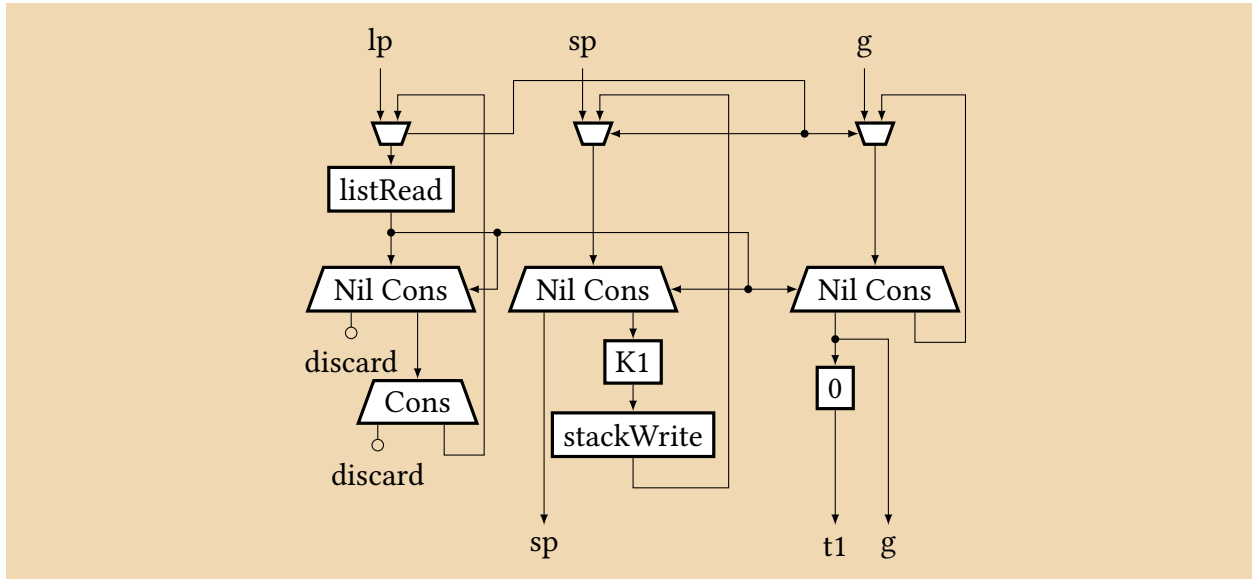 lp sp g
listRead
Nil Cons Nil Cons Nil Cons
discard K1 0
Cons stackWrite
discard
sp t1 g